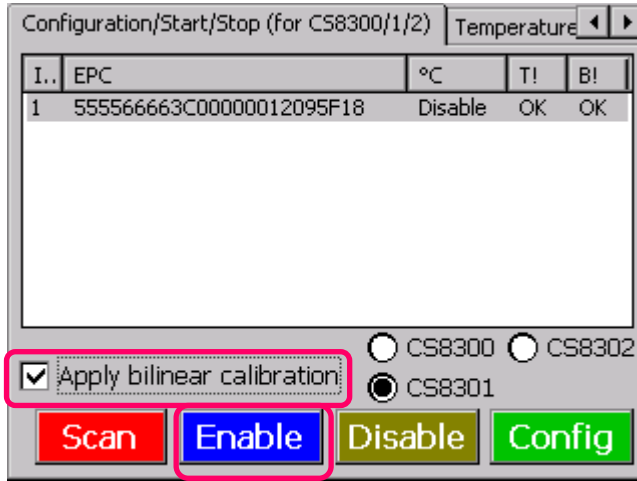 Configuration/Start/Stop (for CS8300/1/2) Temperature
I.. EPC °C T! B!
1 555566663C00000012095F18 Disable OK OK
CS8300 CS8302
Apply bilinear calibration
CS8301
Scan Enable Disable Config